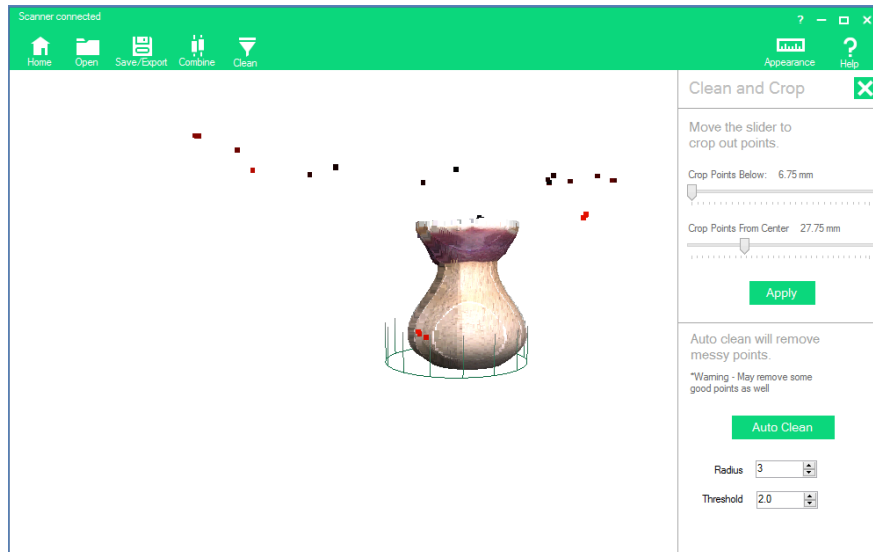 Scanner connected
?
Home
Open
Save/Export
Combine
Clean
Appearance
?
Help
Clean and Crop
Move the slider to
crop out points.
Crop Points Below: 6.75 mm
Crop Points From Center 27.75 mm
Apply
Auto clean will remove
messy points.
*Warning - May remove some
good points as well
Auto Clean
Radius 3
Threshold 2.0